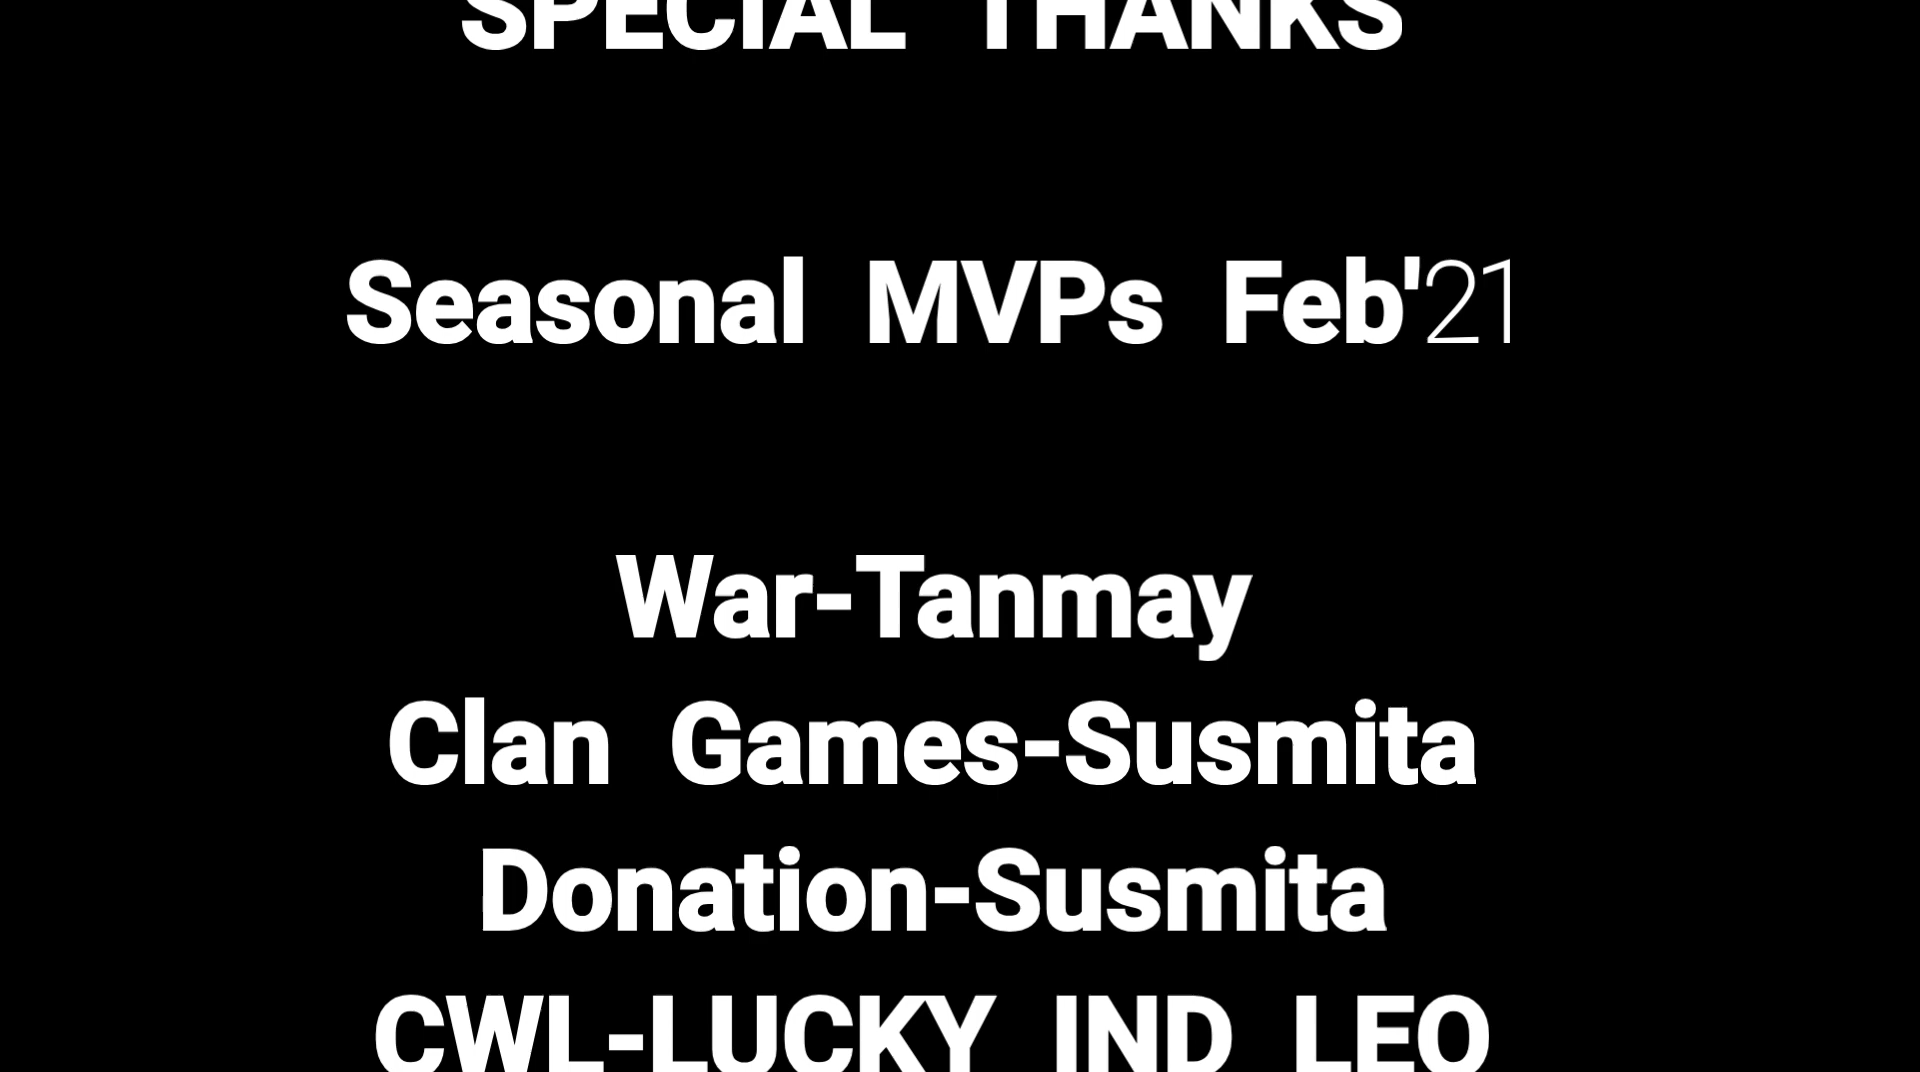 SPECIAL THANKS
Seasonal MVPs Feb'21
War-Tanmay
Clan Games-Susmita
Donation-Susmita
CWL-LUCKY IND LEO